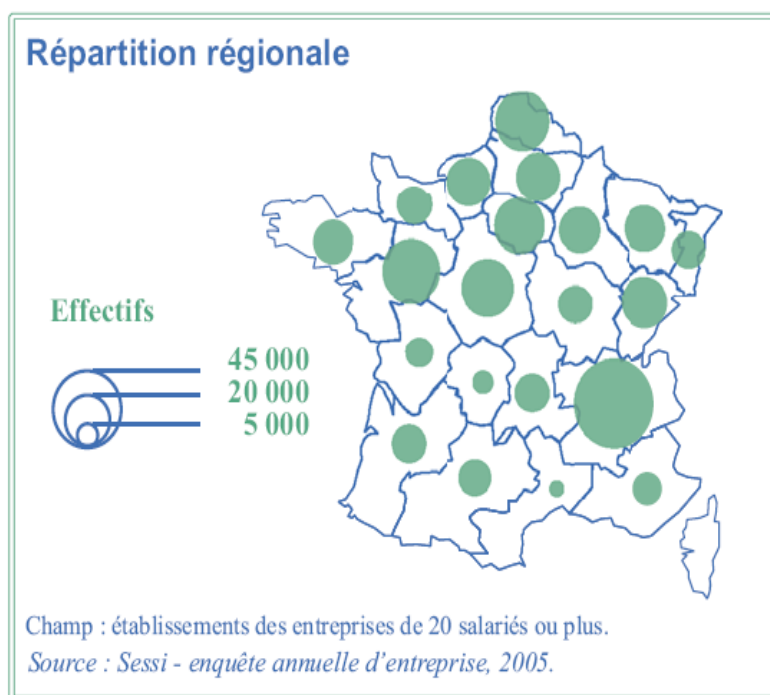 Répartition régionale
Effectifs
45 000
20 000
5 000
Champ : établissements des entreprises de 20 salariés ou plus.
Source : Sessi - enquête annuelle d'entreprise, 2005.